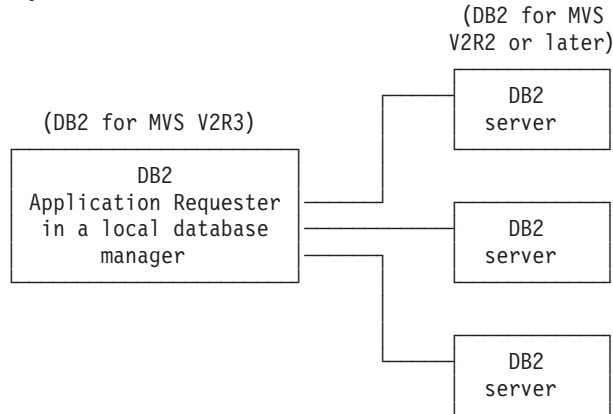 (DB2 for MVS
V2R2 or later)
DB2
server
(DB2 for MVS V2R3)
DB2
Application Requester
in a local database
manager
DB2
server
DB2
server